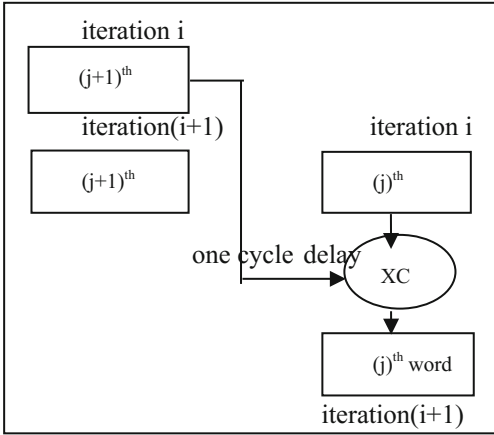 iteration i
(j+1)th
iteration(i+1)
(j+1)th
iteration i
(j)th
one cycle delay
XC
(j)th word
iteration(i+1)